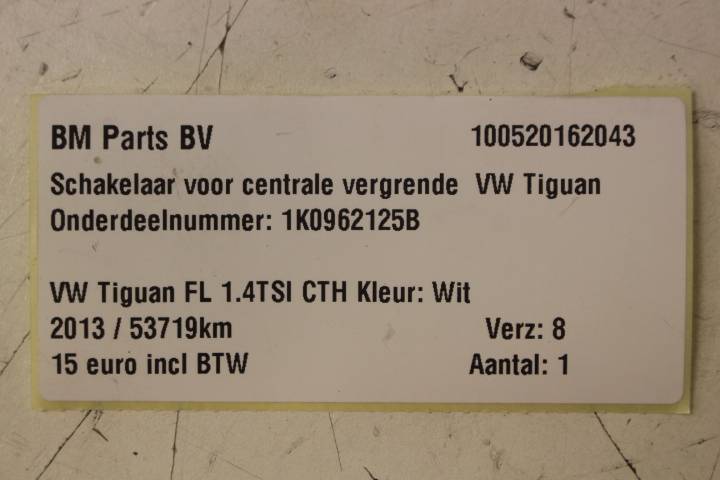 BM Parts BV 100520162043
Schakelaar voor centrale vergrende VW Tiguan
Onderdeelnummer: 1K0962125B
VW Tiguan FL 1.4TSI CTH Kleur: Wit
2013 / 53719km Verz: 8
15 euro incl BTW Aantal: 1